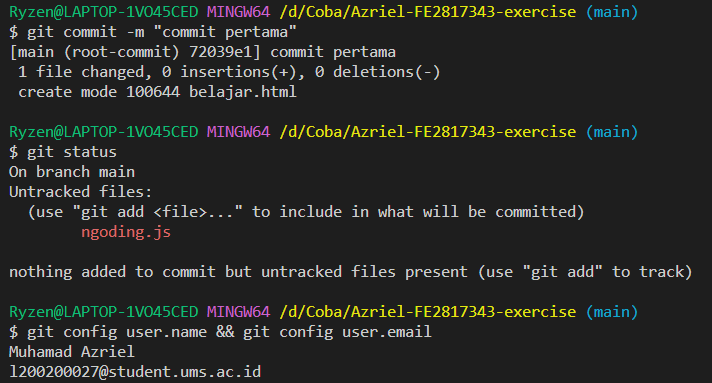 Ryzen@LAPTOP-1VO45CED MINGW64 /d/Coba/Azriel-FE2817343-exercise (main)
$ git commit -m "commit pertama"
[main (root-commit) 72039e1] commit pertama
 1 file changed, 0 insertions(+), 0 deletions(-)
 create mode 100644 belajar.html

Ryzen@LAPTOP-1VO45CED MINGW64 /d/Coba/Azriel-FE2817343-exercise (main)
$ git status
On branch main
Untracked files:
  (use "git add <file>..." to include in what will be committed)
        ngoding.js

nothing added to commit but untracked files present (use "git add" to track)

Ryzen@LAPTOP-1VO45CED MINGW64 /d/Coba/Azriel-FE2817343-exercise (main)
$ git config user.name && git config user.email
Muhamad Azriel
l200200027@student.ums.ac.id